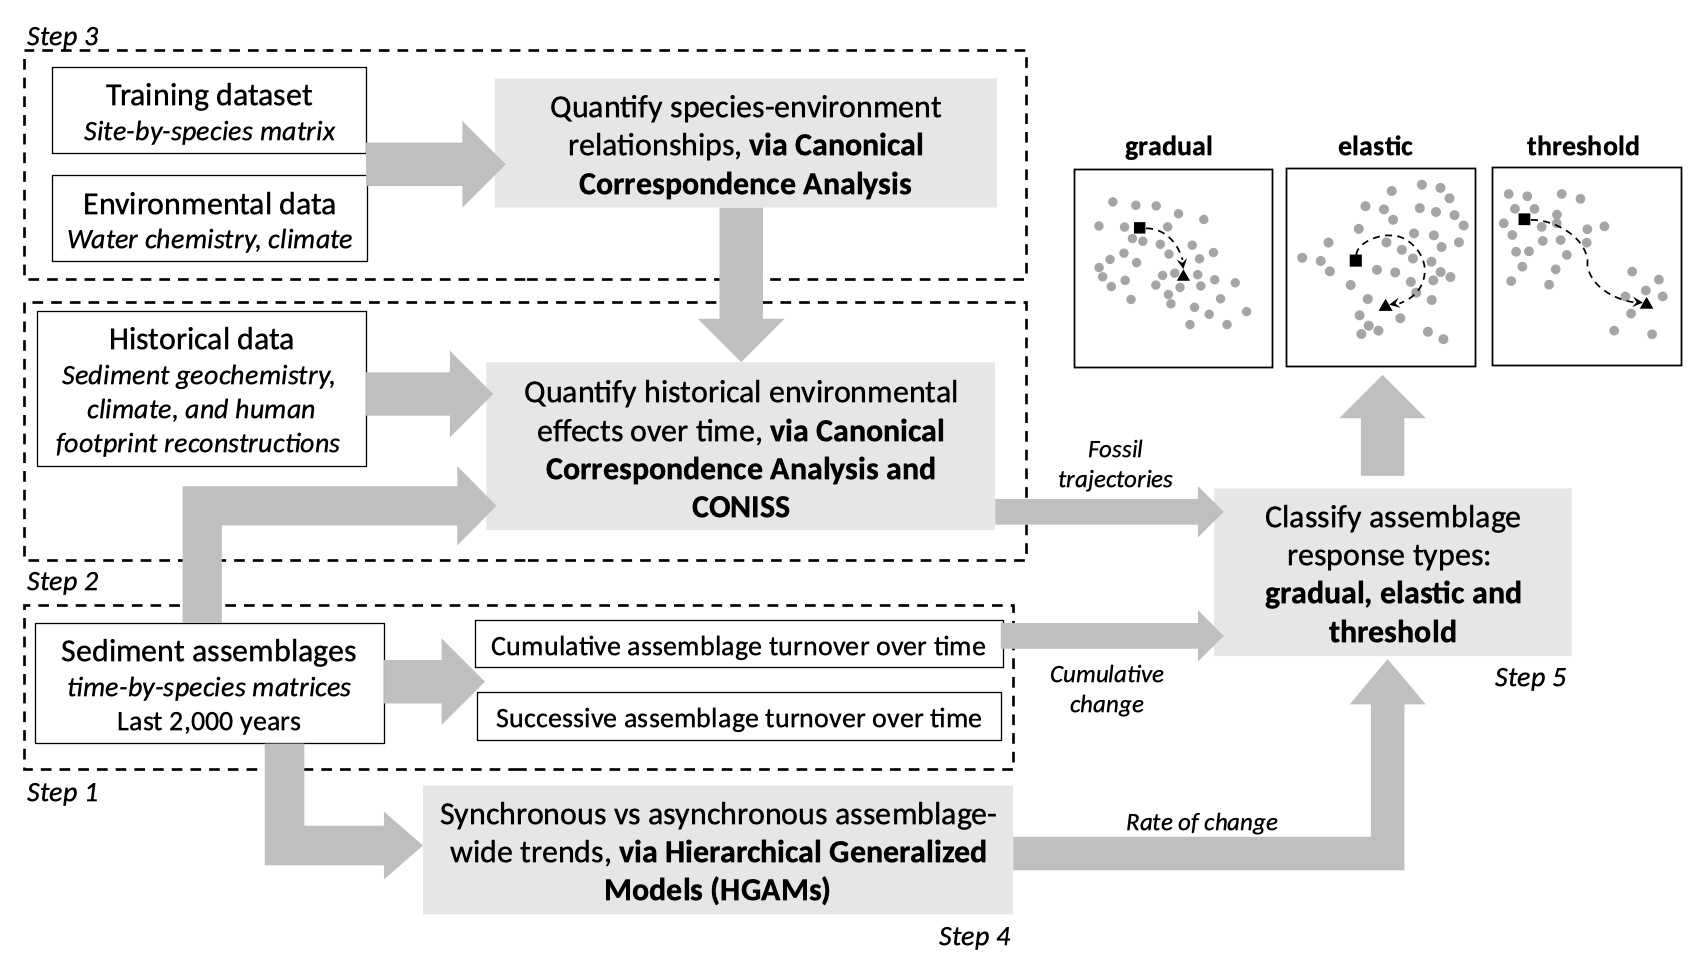 Step 3
Training dataset
Site-by-species matrix
Environmental data
Water chemistry, climate
Quantify species-environment
relationships, via Canonical
Correspondence Analysis
Historical data
Sediment geochemistry,
climate, and human
footprint reconstructions
Quantify historical environmental
effects over time, via Canonical
Correspondence Analysis and
CONISS
Step 2
Sediment assemblages
time-by-species matrices
Last 2,000 years
Cumulative assemblage turnover over time
Successive assemblage turnover over time
Step 1
Synchronous vs asynchronous assemblage-
wide trends, via Hierarchical Generalized
Models (HGAMs)
Step 4
Fossil
trajectories
Cumulative
change
Rate of change
Classify assemblage
response types:
gradual, elastic and
threshold
Step 5
gradual
elastic
threshold